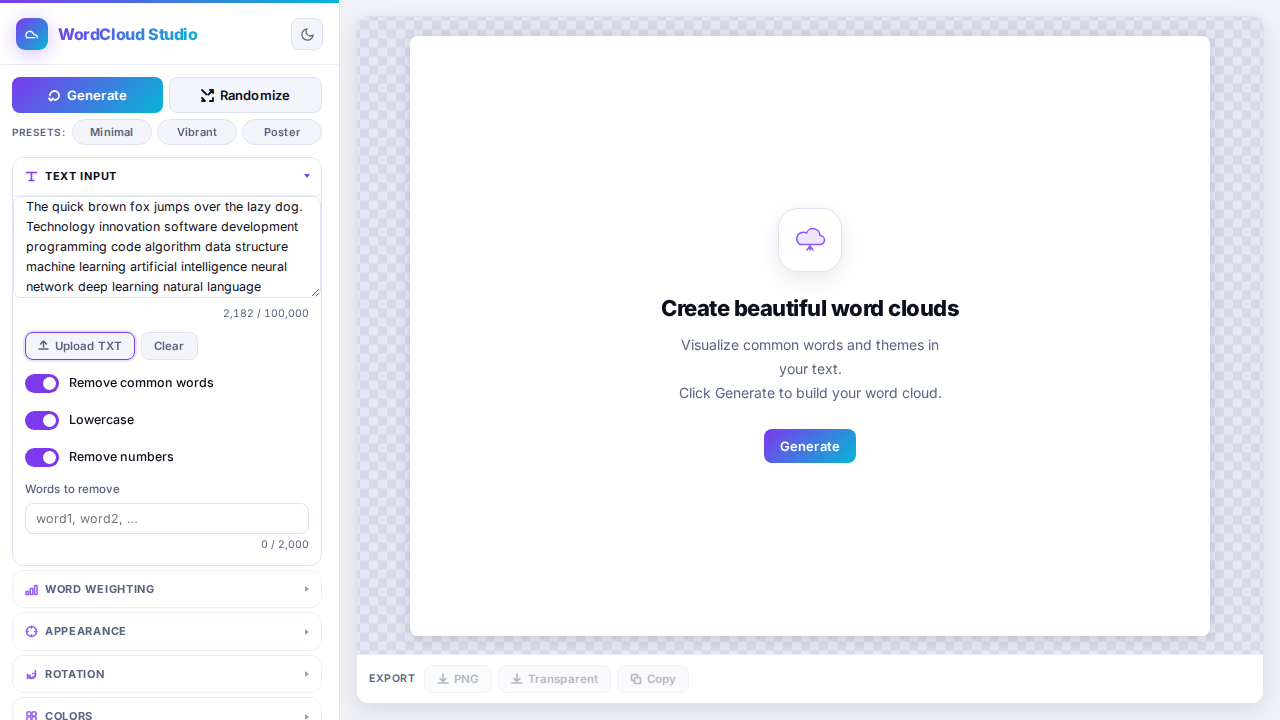 WordCloud Studio
Generate
Randomize
PRESETS:
Minimal
Vibrant
Poster
TEXT INPUT
The quick brown fox jumps over the lazy dog.
Technology innovation software development
programming code algorithm data structure
machine learning artificial intelligence neural
network deep learning natural language
2,182 / 100,000
Upload TXT
Clear
Remove common words
Lowercase
Remove numbers
Words to remove
word1, word2, ...
0 / 2,000
WORD WEIGHTING
APPEARANCE
ROTATION
COLORS
Create beautiful word clouds
Visualize common words and themes in
your text.
Click Generate to build your word cloud.
Generate
EXPORT
PNG
Transparent
Copy